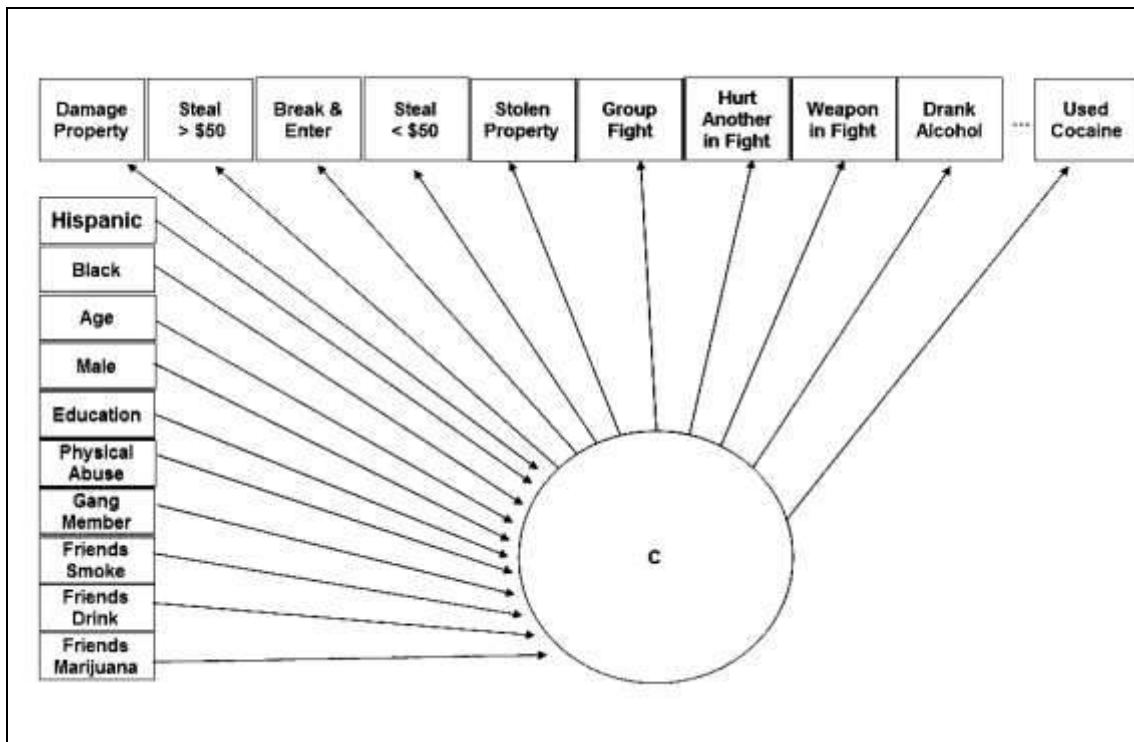 Damage
Property
Steal
> $50
Break &
Enter
Steal
< $50
Stolen
Property
Group
Fight
Hurt
Another
in Fight
Weapon
in Fight
Drank
Alcohol
...
Used
Cocaine
Hispanic
Black
Age
Male
Education
Physical
Abuse
Gang
Member
Friends
Smoke
Friends
Drink
Friends
Marijuana
C